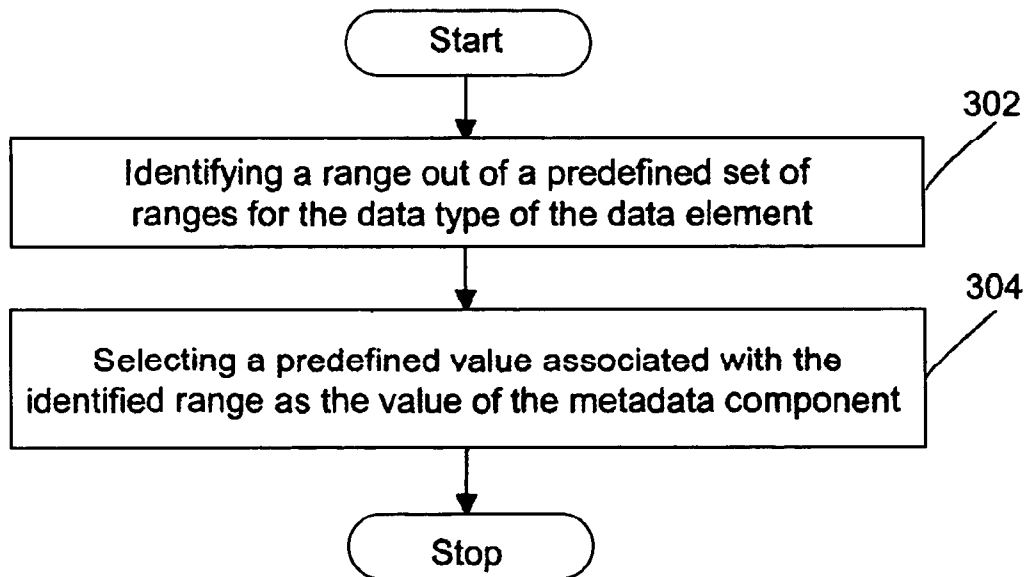 Start
302
Identifying a range out of a predefined set of
ranges for the data type of the data element
304
Selecting a predefined value associated with the
identified range as the value of the metadata component
Stop